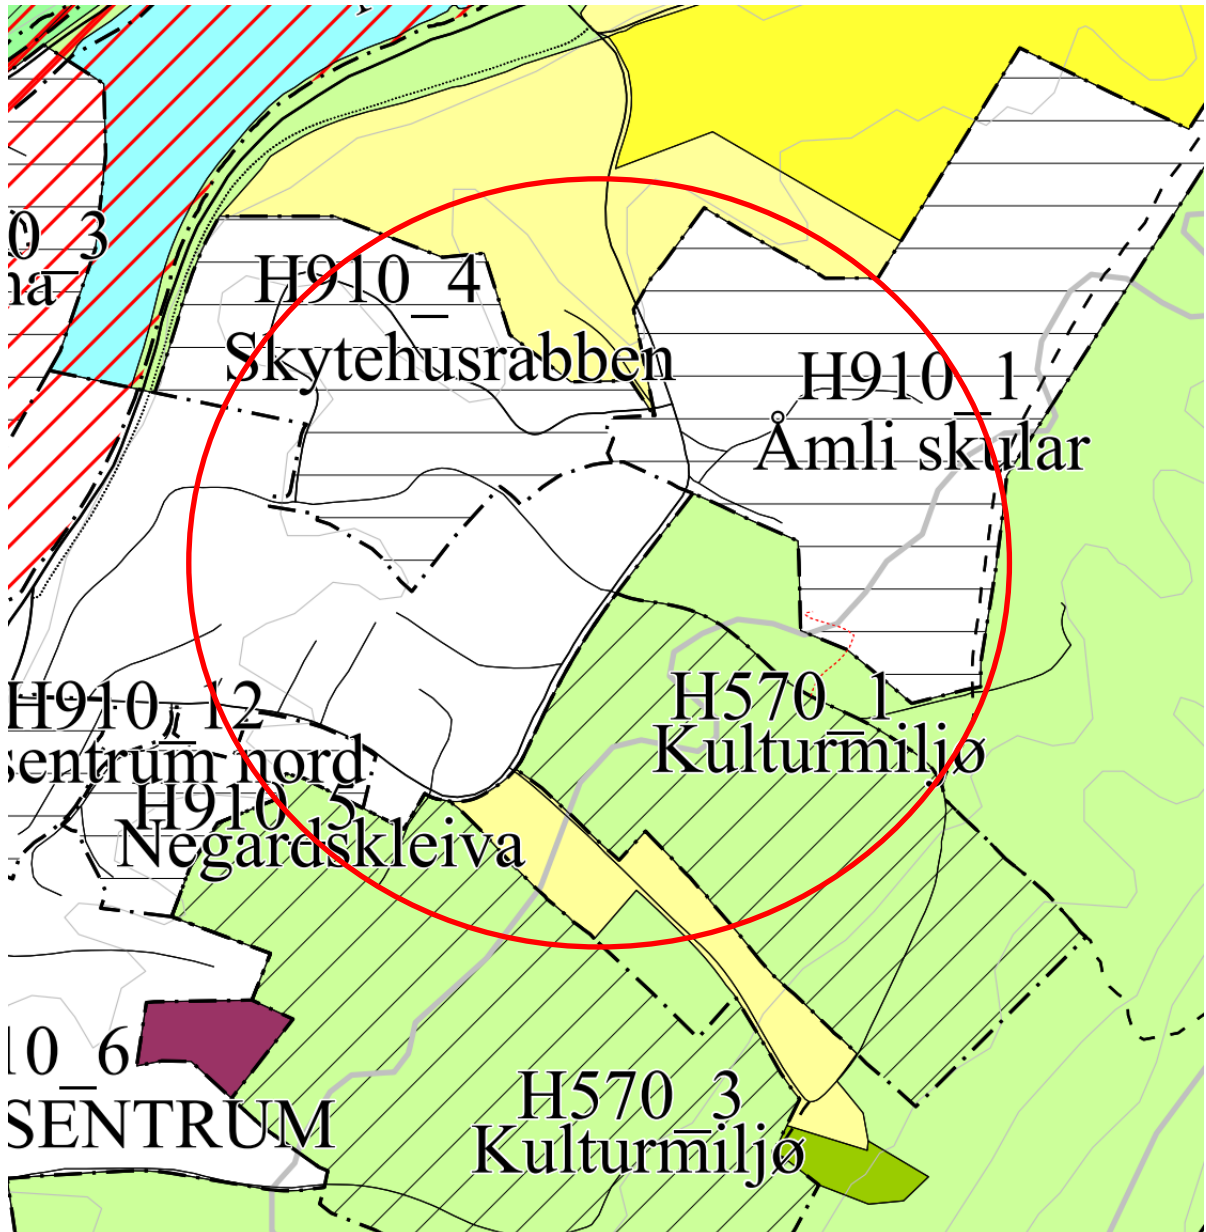 0_3
na
H910_4
Skytehusrabben
H910_1
Åmli skular
H570_1
Kulturmiljø
H910_12
sentrum nord
H910_5
Negardskleiva
10_6
SENTRUM
H570_3
Kulturmiljø